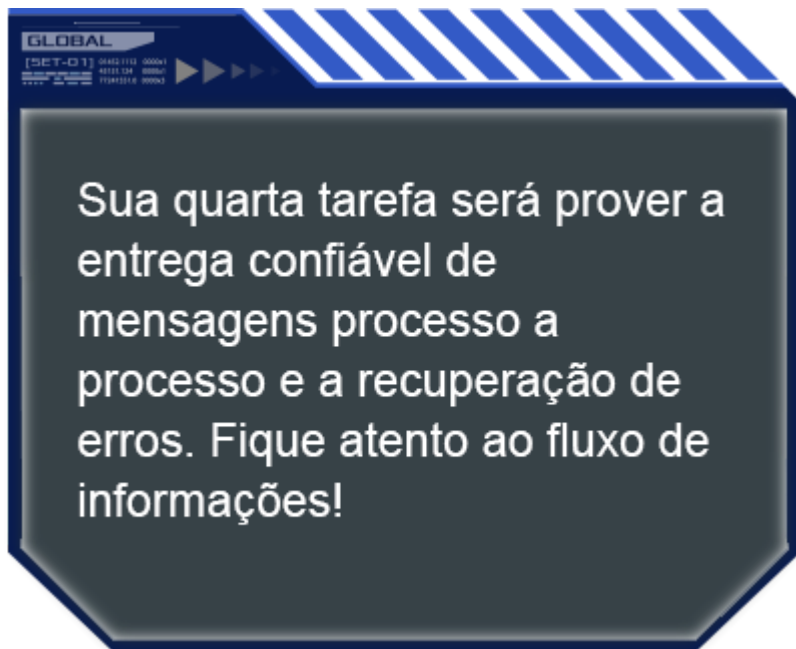 GLOBAL
[SET-01]
Sua quarta tarefa será prover a
entrega confiável de
mensagens processo a
processo e a recuperação de
erros. Fique atento ao fluxo de
informações!